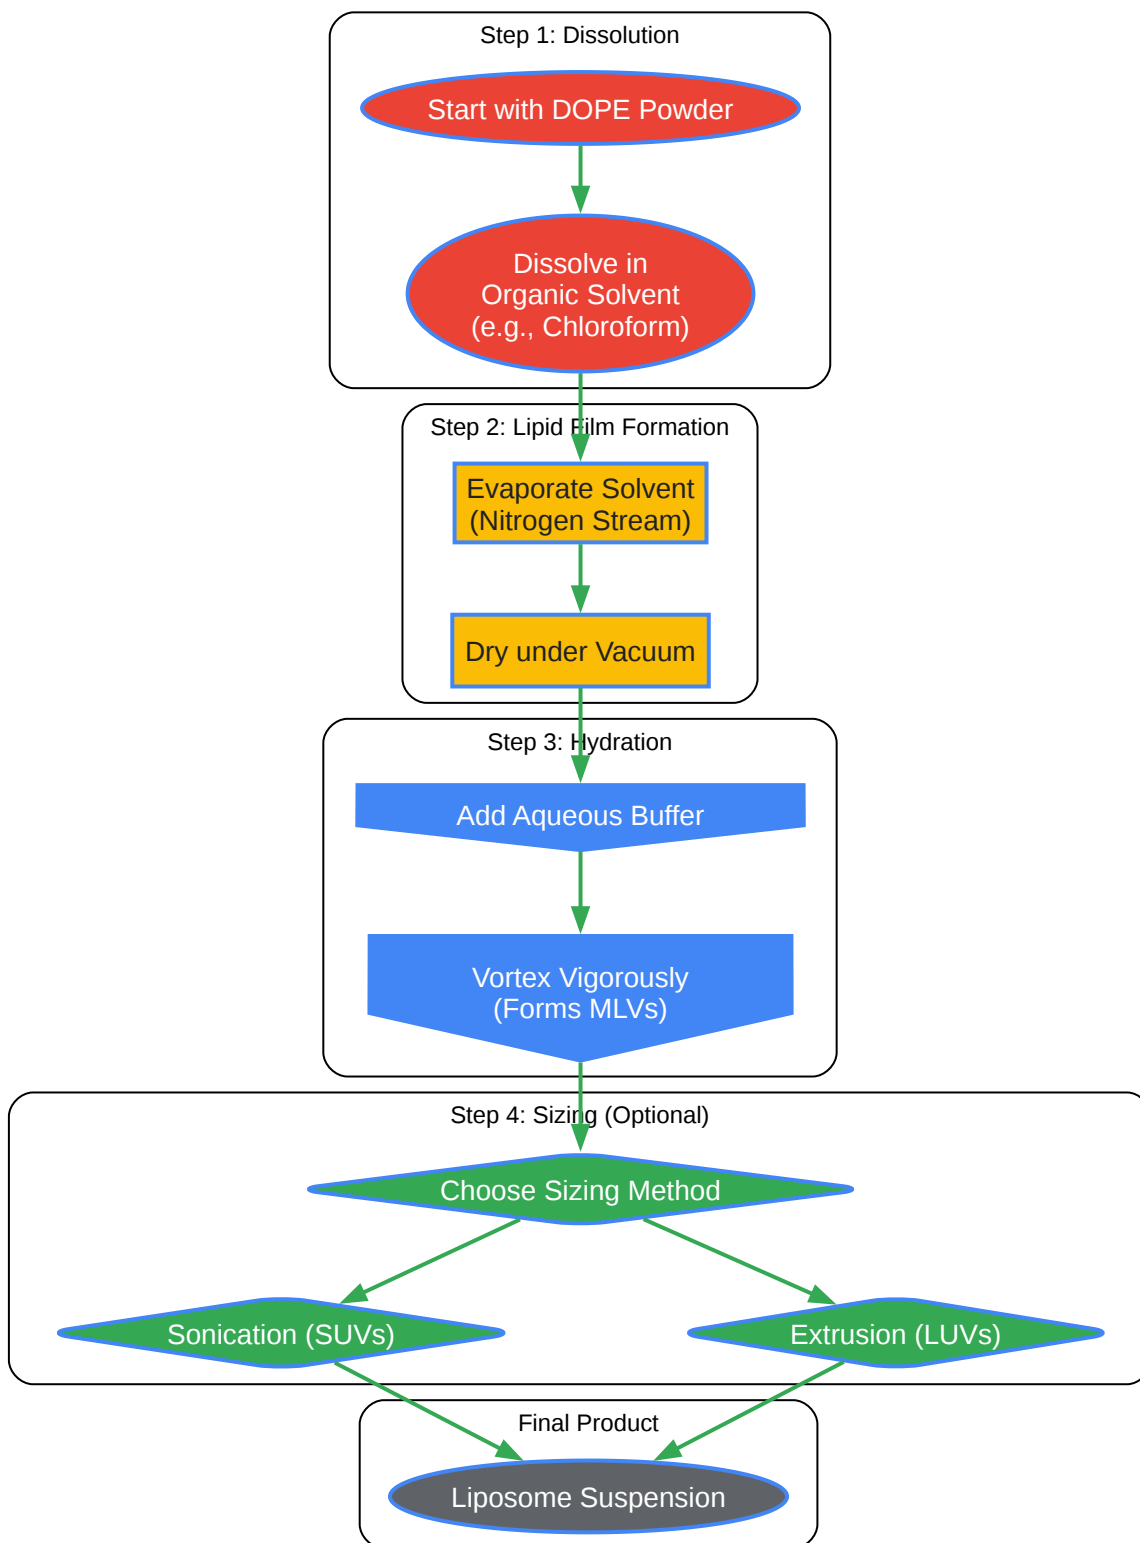 Step 1: Dissolution
Start with DOPE Powder
Dissolve in
Organic Solvent
(e.g., Chloroform)
Step 2: Lipid Film Formation
Evaporate Solvent
(Nitrogen Stream)
Dry under Vacuum
Step 3: Hydration
Add Aqueous Buffer
Vortex Vigorously
(Forms MLVs)
Step 4: Sizing (Optional)
Choose Sizing Method
Sonication (SUVs)
Extrusion (LUVs)
Final Product
Liposome Suspension